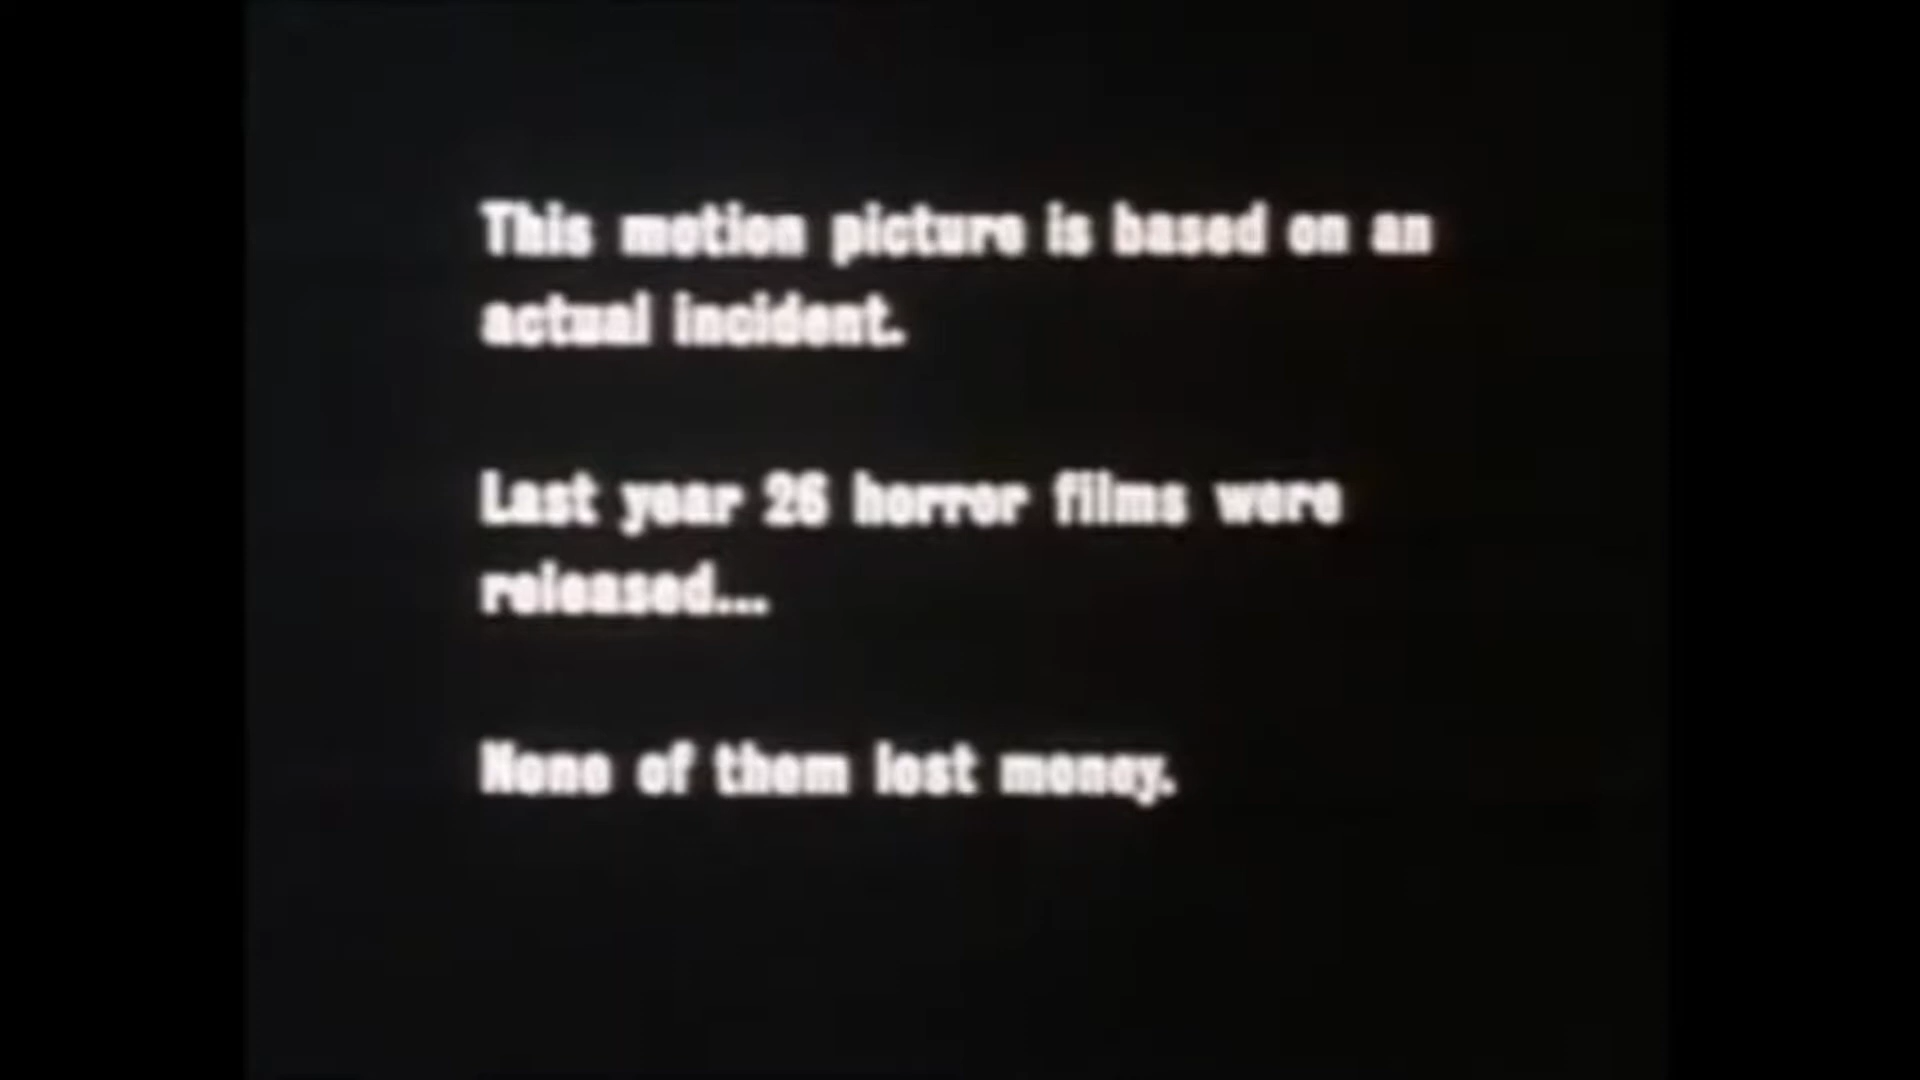 This motion picture is based on an
actual incident.
Last year 26 horror films were
released...
None of them lost money.